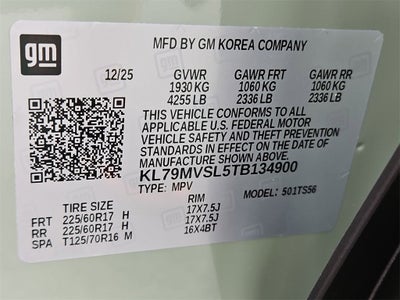 gm
MFD BY GM KOREA COMPANY
12/25 GVWR GAWR FRT GAWR RR
1930 KG 1060 KG 1060 KG
4255 LB 2336 LB 2336 LB
THIS VEHICLE CONFORMS TO ALL
APPLICABLE U.S. FEDERAL MOTOR
VEHICLE SAFETY AND THEFT PREVENTION
STANDARDS IN EFFECT ON THE DATE OF
MANUFACTURE SHOWN ABOVE.
KL79MVSL5TB134900
TYPE: MPV MODEL: 501TS56
TIRE SIZE RIM
FRT 225/60R17 H 17X7.5J
RR 225/60R17 H 17X7.5J
SPA T125/70R16 M 16X4BT